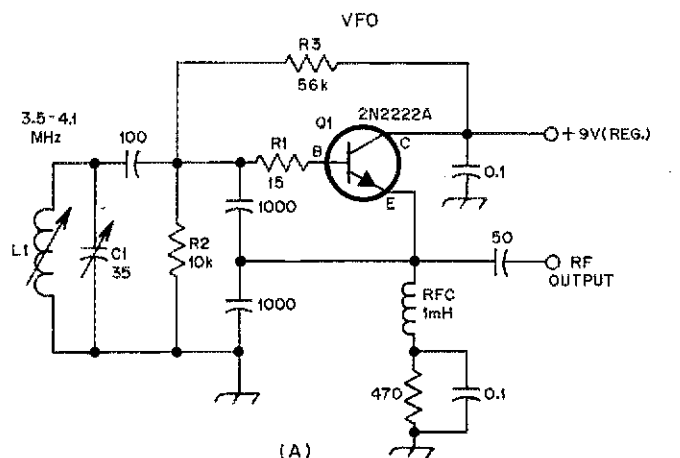 VFO
R3
56k
3.5-4.1
MHz
100
R1
15
Q1
2N2222A
B
C
E
+9V(REG.)
0.1
1000
L1
C1
35
R2
10k
1000
50
RF
OUTPUT
RFC
1mH
470
0.1
(A)